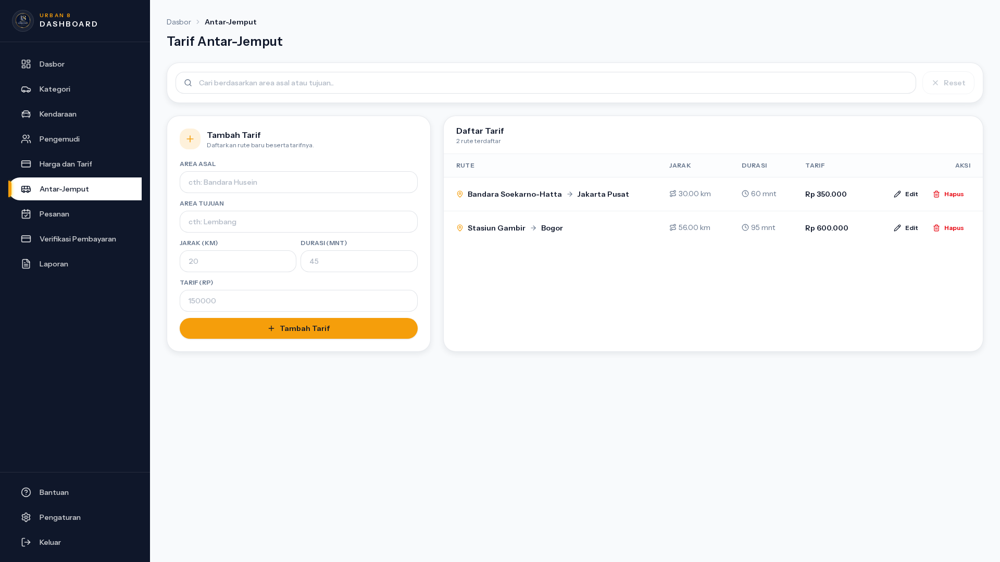 URBAN 8
DASHBOARD
Dasbor
Kategori
Kendaraan
Pengemudi
Harga dan Tarif
Antar-Jemput
Pesanan
Verifikasi Pembayaran
Laporan
Bantuan
Pengaturan
Keluar
Dasbor > Antar-Jemput
Tarif Antar-Jemput
Cari berdasarkan area asal atau tujuan...
Reset
Tambah Tarif
Daftarkan rute baru beserta tarifnya.
AREA ASAL
cth: Bandara Husein
AREA TUJUAN
cth: Lembang
JARAK (KM) DURASI (MNT)
20 45
TARIF (RP)
150000
Tambah Tarif
Daftar Tarif
2 rute terdaftar
RUTE JARAK DURASI TARIF AKSI
Bandara Soekarno-Hatta → Jakarta Pusat 30.00 km 60 mnt Rp 350.000 Edit Hapus
Stasiun Gambir → Bogor 56.00 km 95 mnt Rp 600.000 Edit Hapus